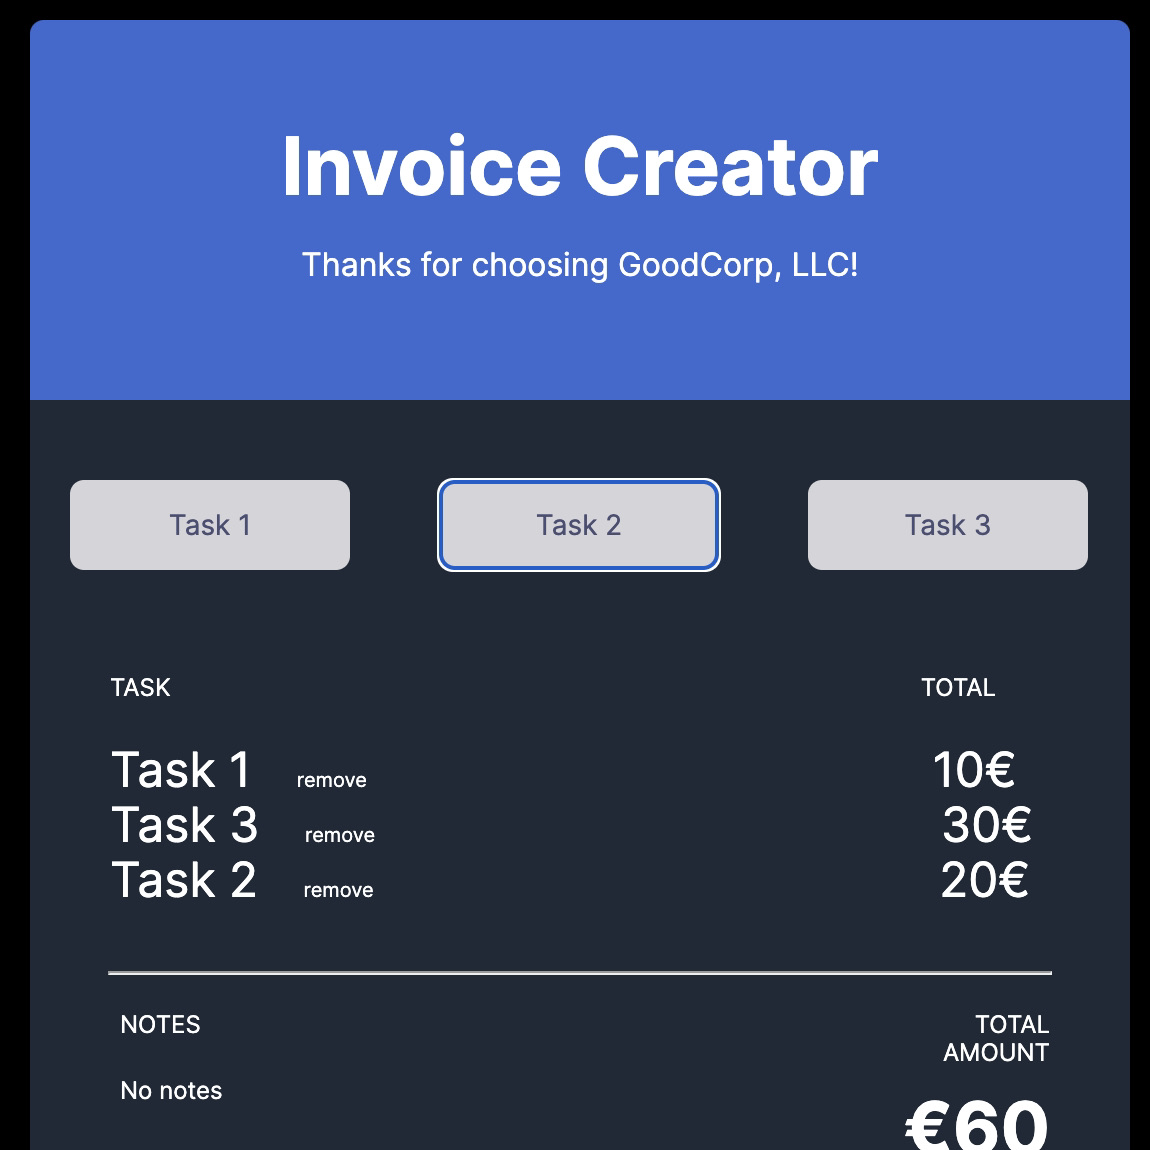 Invoice Creator
Thanks for choosing GoodCorp, LLC!
Task 1 Task 2 Task 3
TASK TOTAL
Task 1 remove 10€
Task 3 remove 30€
Task 2 remove 20€
NOTES TOTAL
AMOUNT
No notes
€60